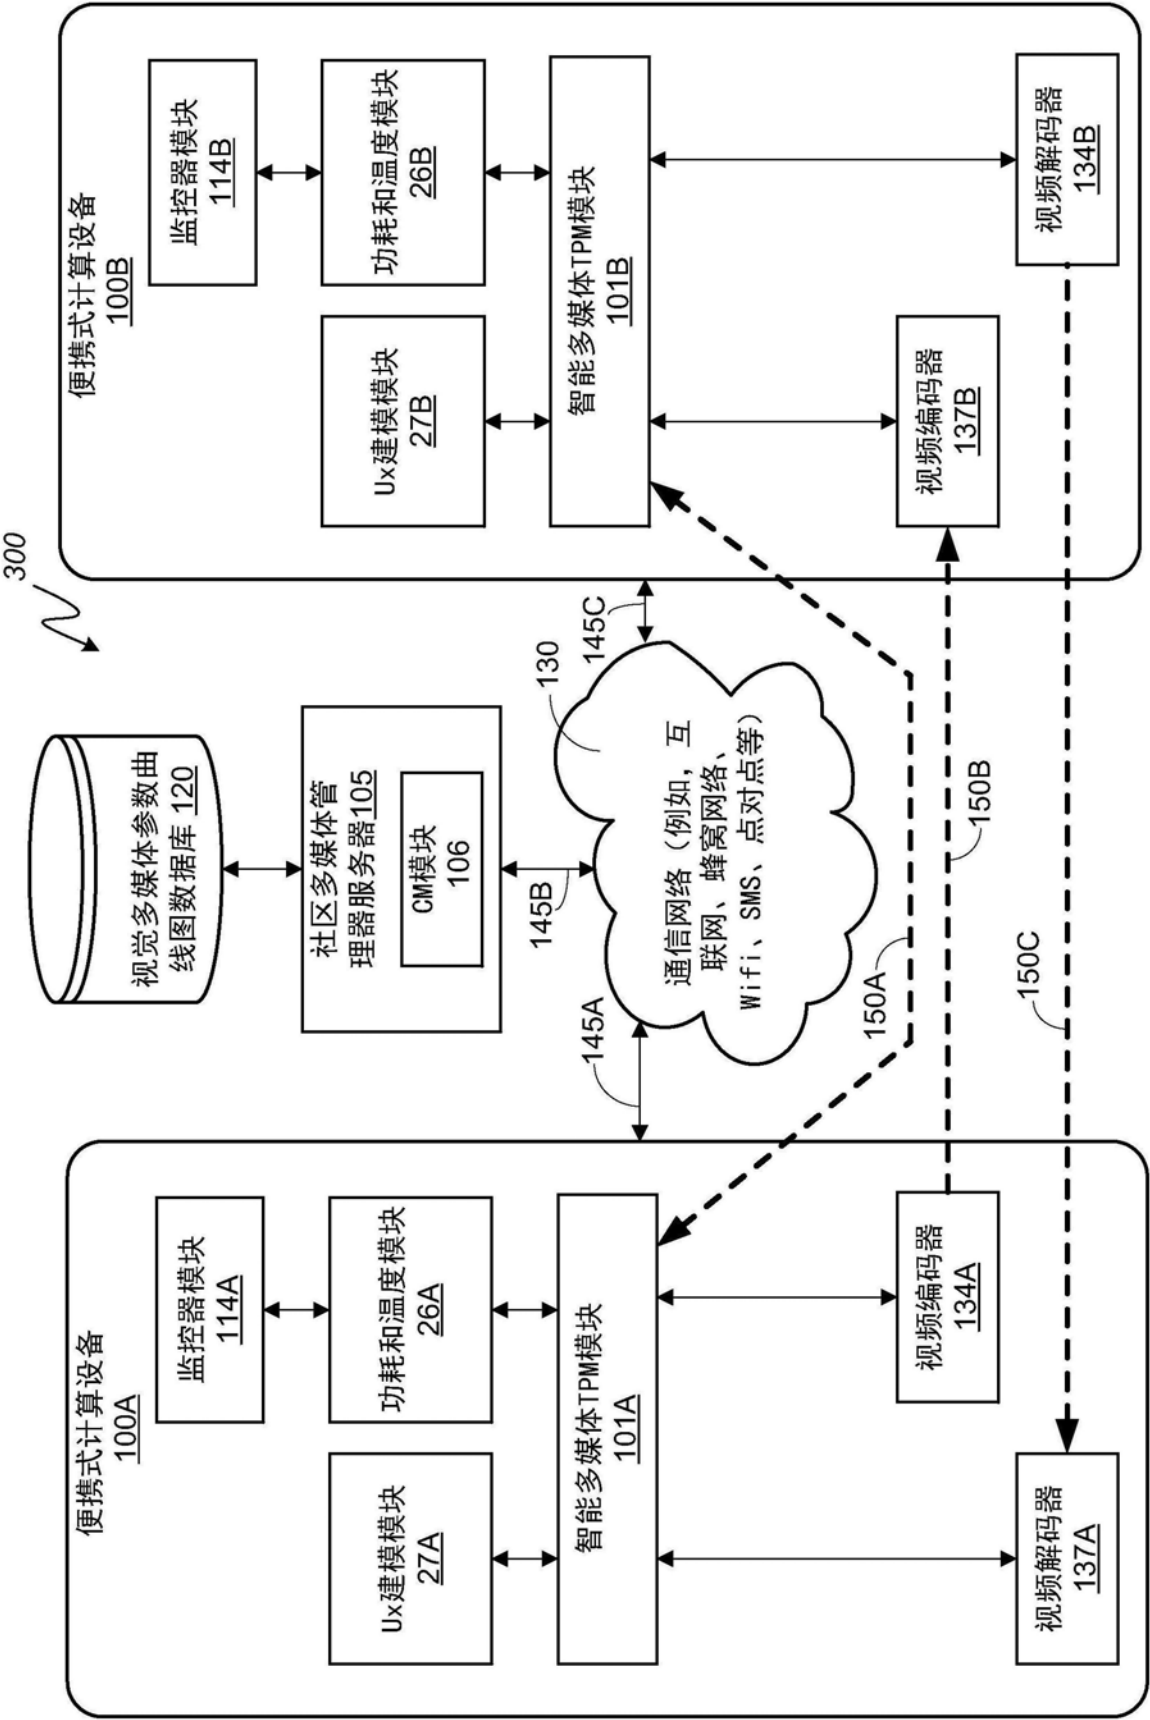 300
视觉多媒体参数曲
线图数据库 120
社区多媒体管
理器服务器105
CM模块
106
145A
145B
145C
130
通信网络（例如，互
联网、蜂窝网络、
Wifi、SMS、点对点等）
150A
150B
150C
便携式计算设备
100A
监控器模块
114A
Ux建模模块
27A
功耗和温度模块
26A
智能多媒体TPM模块
101A
视频编码器
134A
视频解码器
137A
便携式计算设备
100B
监控器模块
114B
Ux建模模块
27B
功耗和温度模块
26B
智能多媒体TPM模块
101B
视频编码器
137B
视频解码器
134B